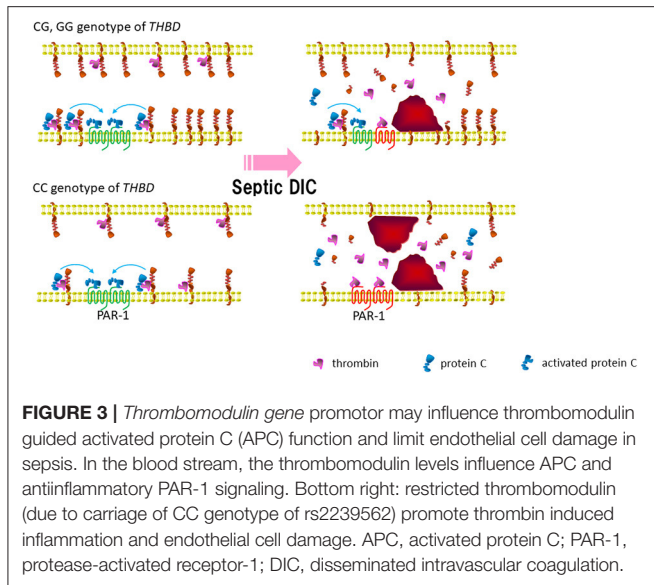 CG, GG genotype of THBD
Septic DIC
CC genotype of THBD
PAR-1
PAR-1
thrombin
protein C
activated protein C
FIGURE 3 | Thrombomodulin gene promotor may influence thrombomodulin
guided activated protein C (APC) function and limit endothelial cell damage in
sepsis. In the blood stream, the thrombomodulin levels influence APC and
antiinflammatory PAR-1 signaling. Bottom right: restricted thrombomodulin
(due to carriage of CC genotype of rs2239562) promote thrombin induced
inflammation and endothelial cell damage. APC, activated protein C; PAR-1,
protease-activated receptor-1; DIC, disseminated intravascular coagulation.